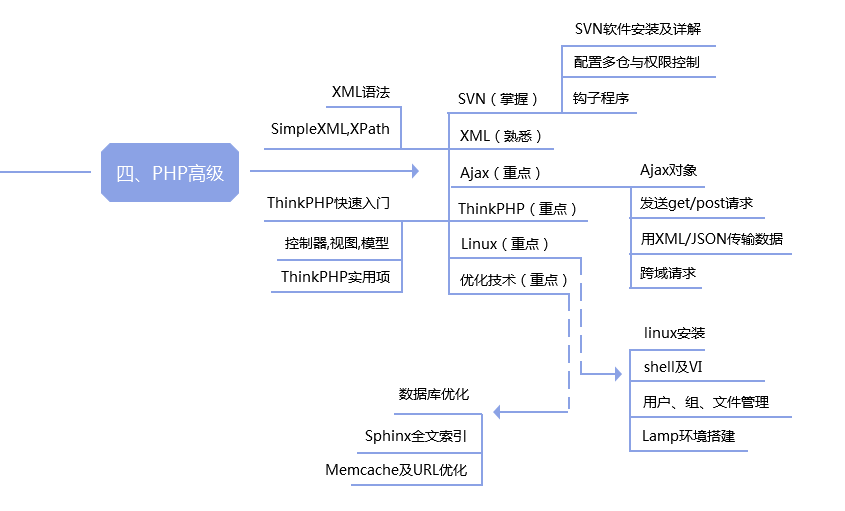 四、PHP高级
SVN（掌握）
SVN软件安装及详解
配置多仓与权限控制
钩子程序
XML（熟悉）
XML语法
SimpleXML,XPath
Ajax（重点）
Ajax对象
发送get/post请求
用XML/JSON传输数据
跨域请求
ThinkPHP（重点）
ThinkPHP快速入门
控制器,视图,模型
ThinkPHP实用项
Linux（重点）
linux安装
shell及VI
用户、组、文件管理
Lamp环境搭建
优化技术（重点）
数据库优化
Sphinx全文索引
Memcache及URL优化